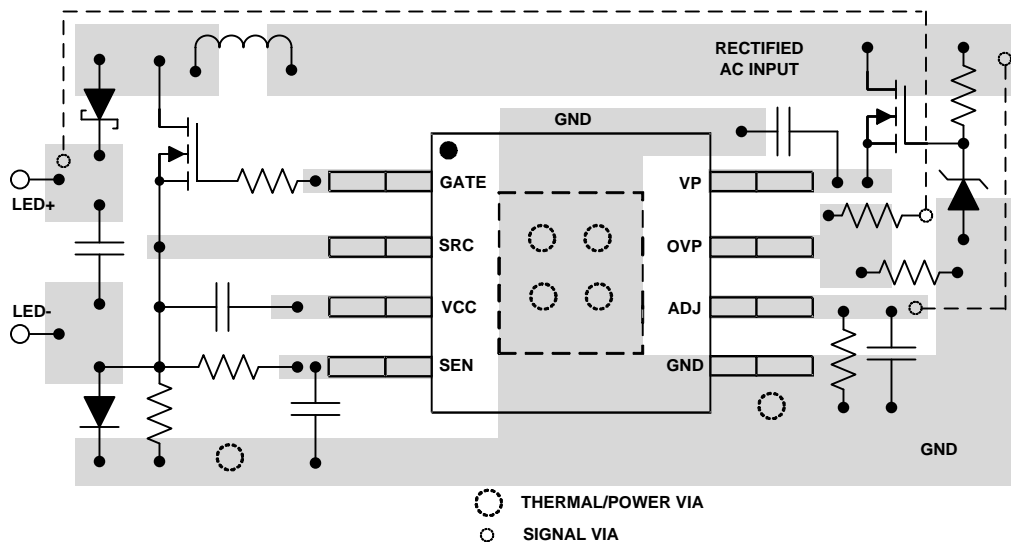 RECTIFIED
AC INPUT
GND
GATE
VP
LED+
SRC
OVP
LED-
VCC
ADJ
SEN
GND
GND
THERMAL/POWER VIA
SIGNAL VIA